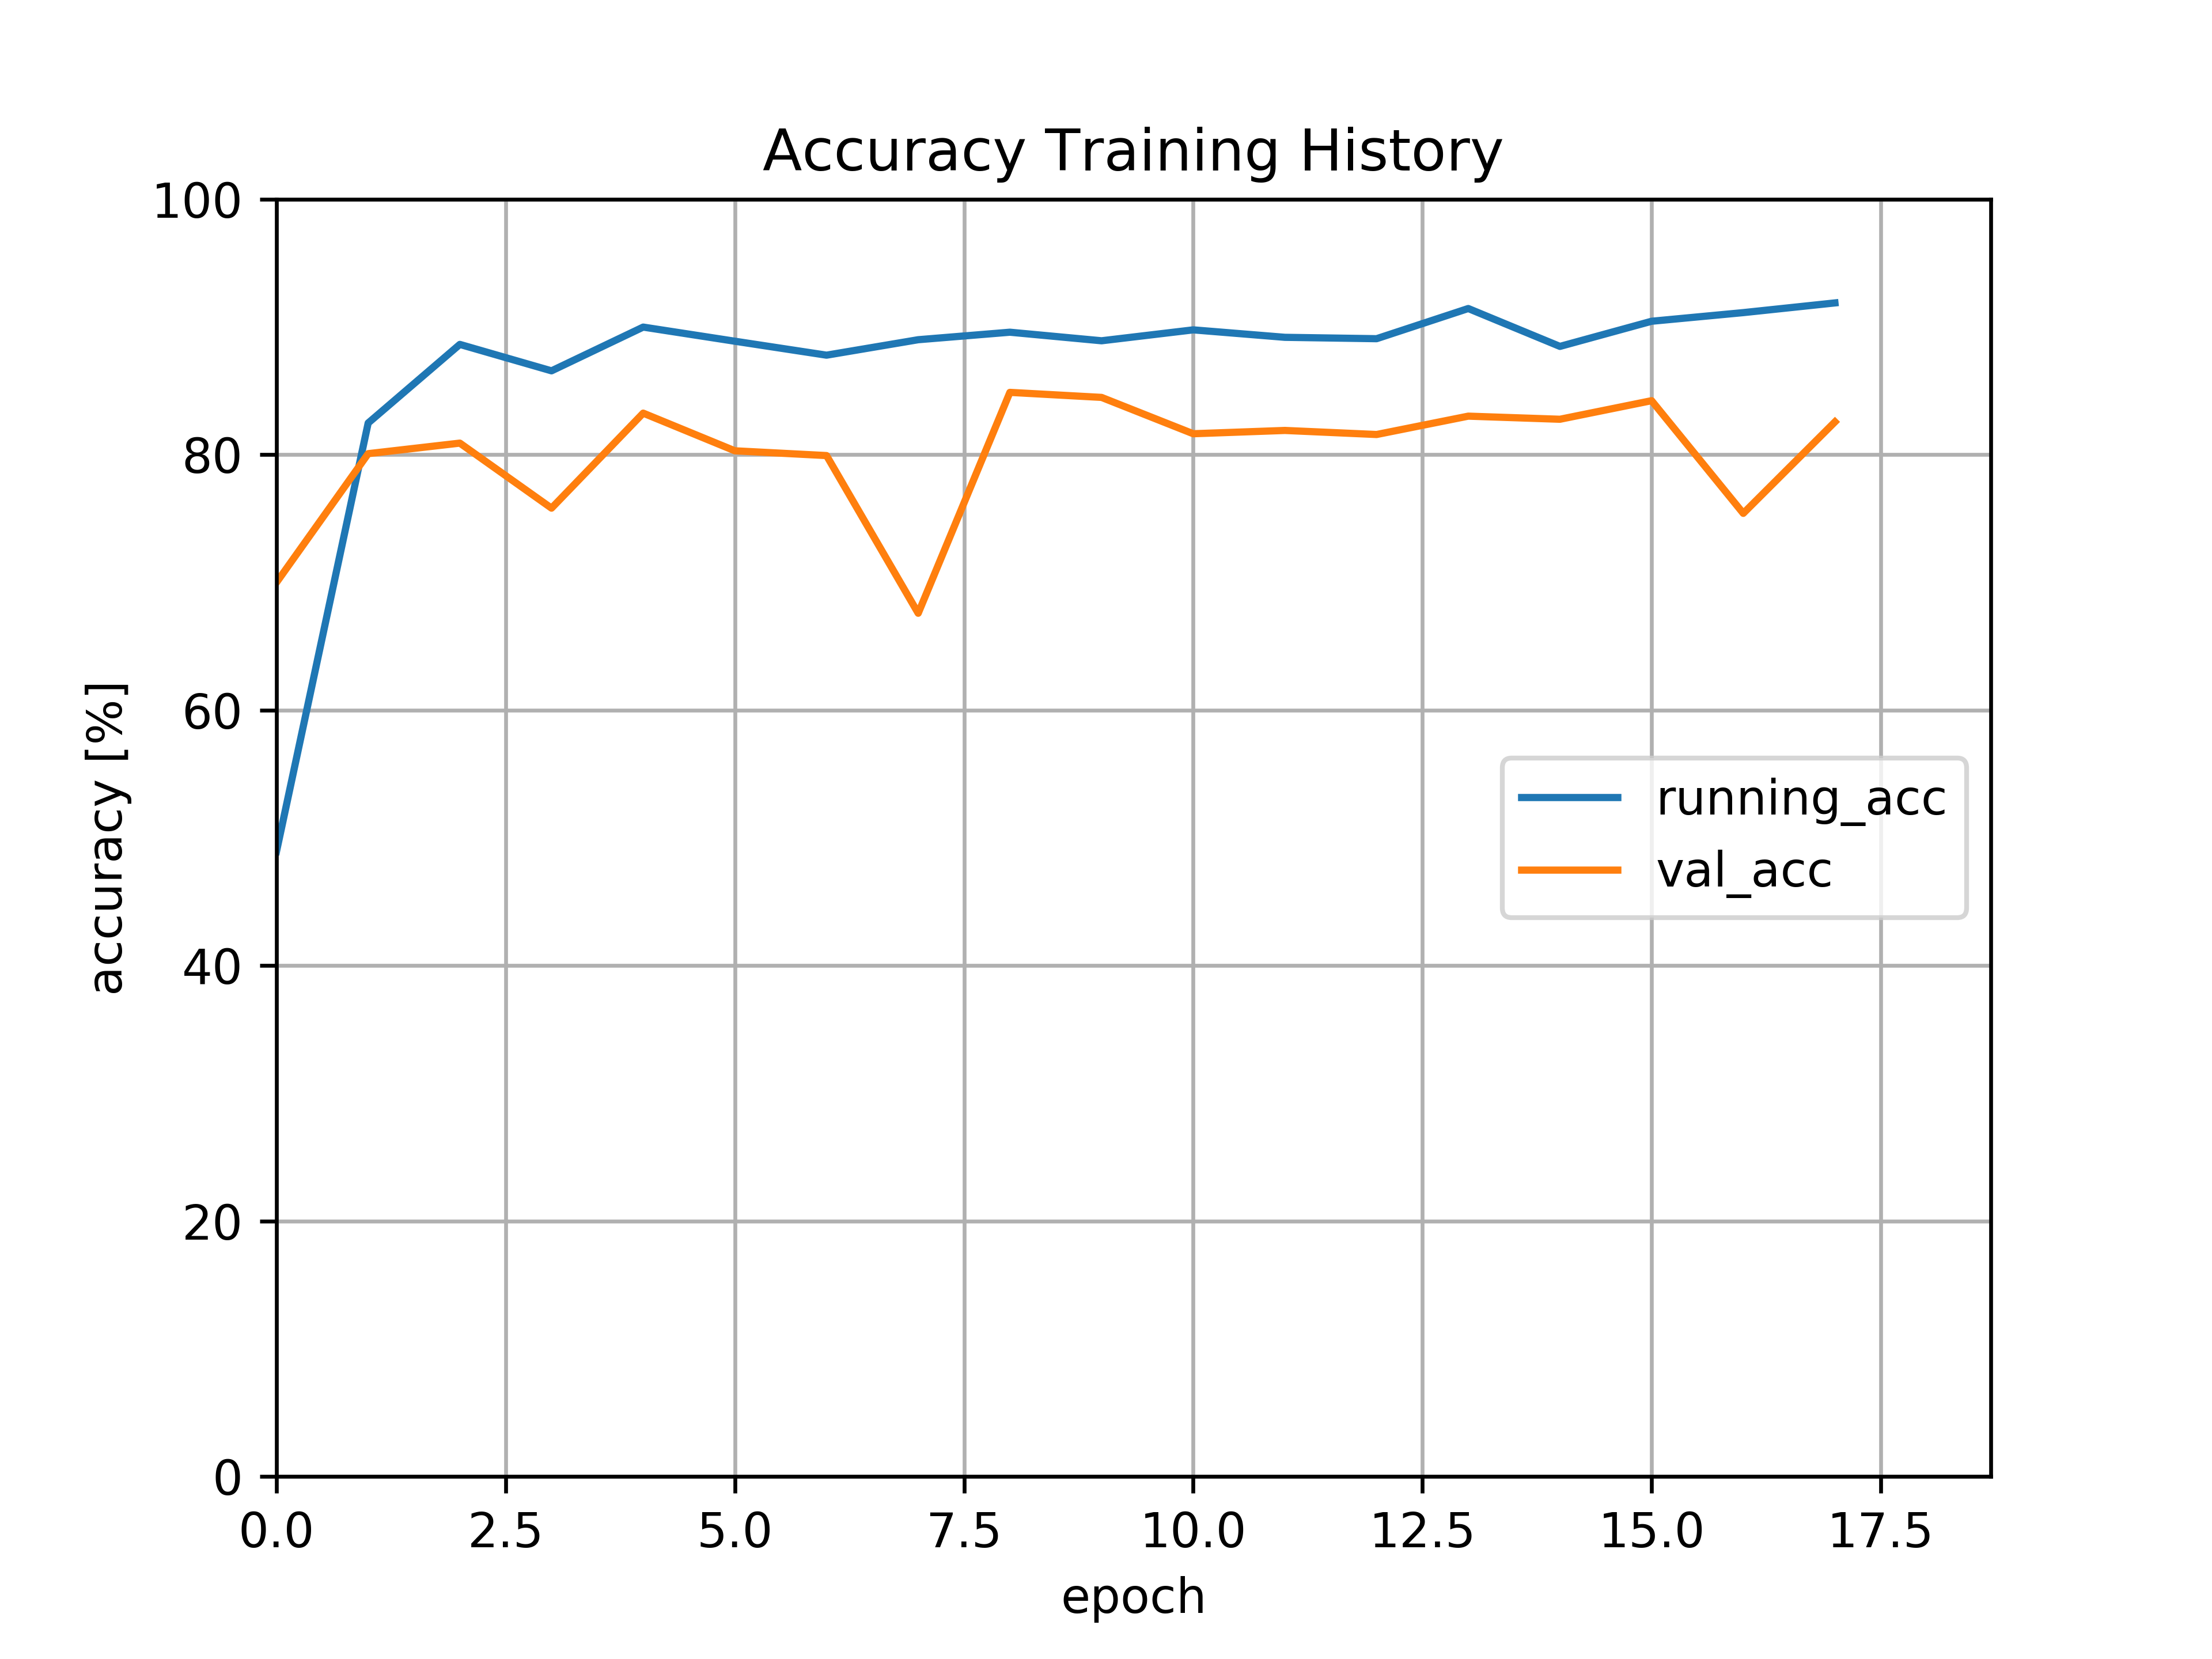 Accuracy Training History
100
80
60
40
20
0
accuracy [%]
running_acc
val_acc
0.0 2.5 5.0 7.5 10.0 12.5 15.0 17.5
epoch